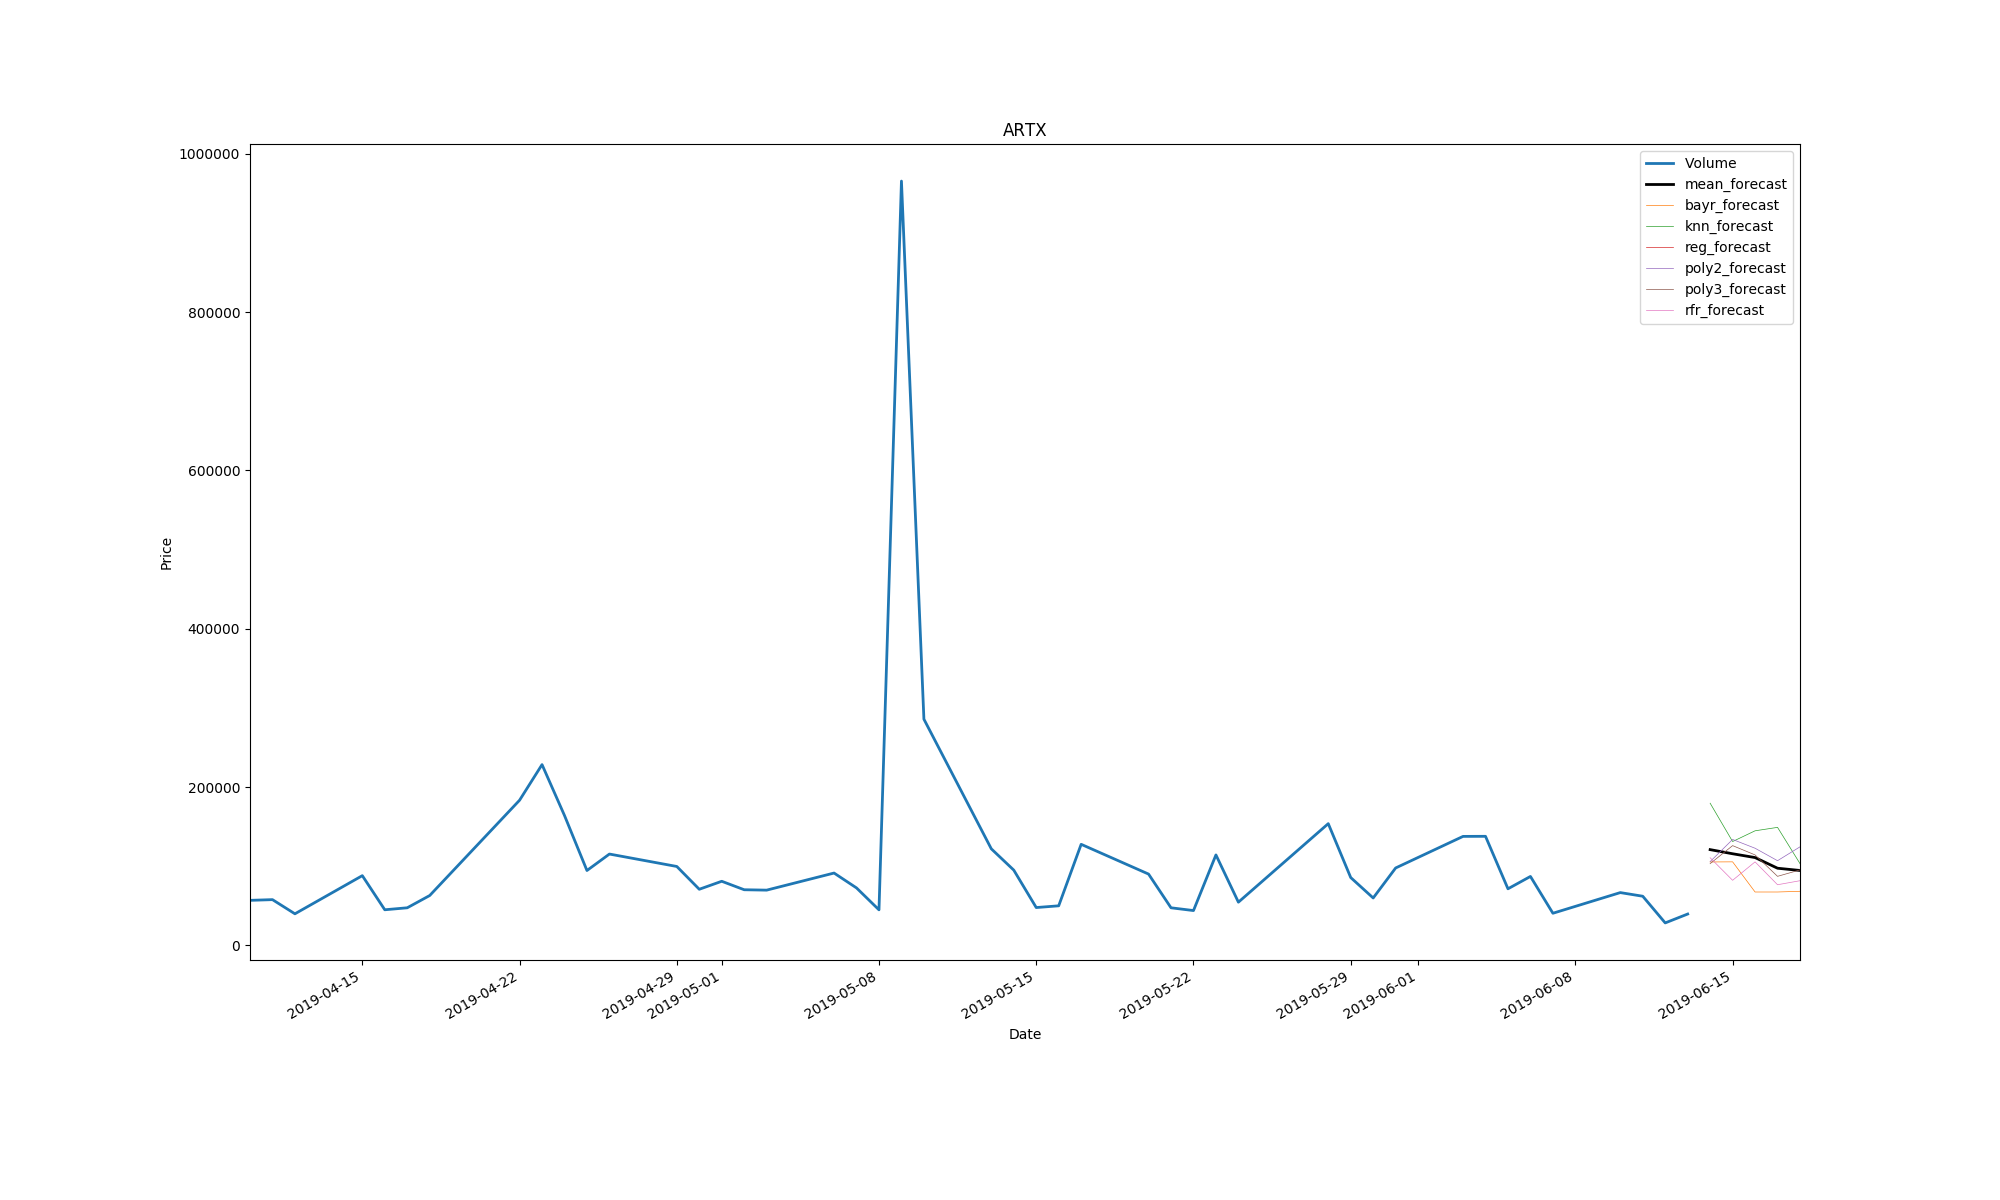 ARTX
1000000
800000
600000
400000
200000
0
Price
Volume
mean_forecast
bayr_forecast
knn_forecast
reg_forecast
poly2_forecast
poly3_forecast
rfr_forecast
2019-04-15
2019-04-22
2019-04-29
2019-05-01
2019-05-08
2019-05-15
2019-05-22
2019-05-29
2019-06-01
2019-06-08
2019-06-15
Date